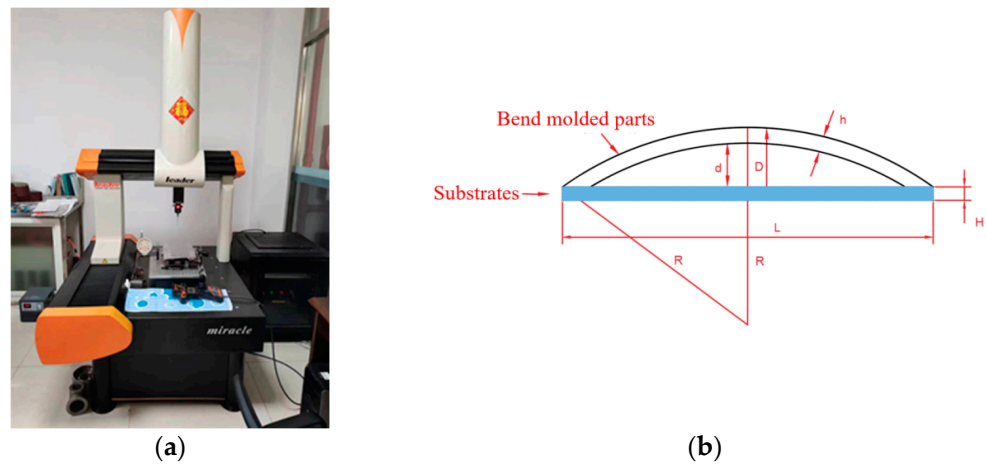 leader
miracle
Bend molded parts
h
d
D
Substrates
H
L
R
R
(a)
(b)